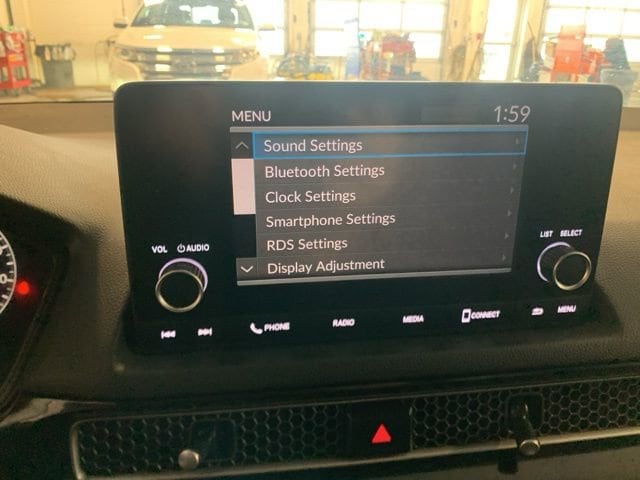 MENU 1:59
Sound Settings
Bluetooth Settings
Clock Settings
Smartphone Settings
RDS Settings
Display Adjustment
VOL AUDIO
LIST SELECT
PHONE RADIO MEDIA CONNECT MENU
0